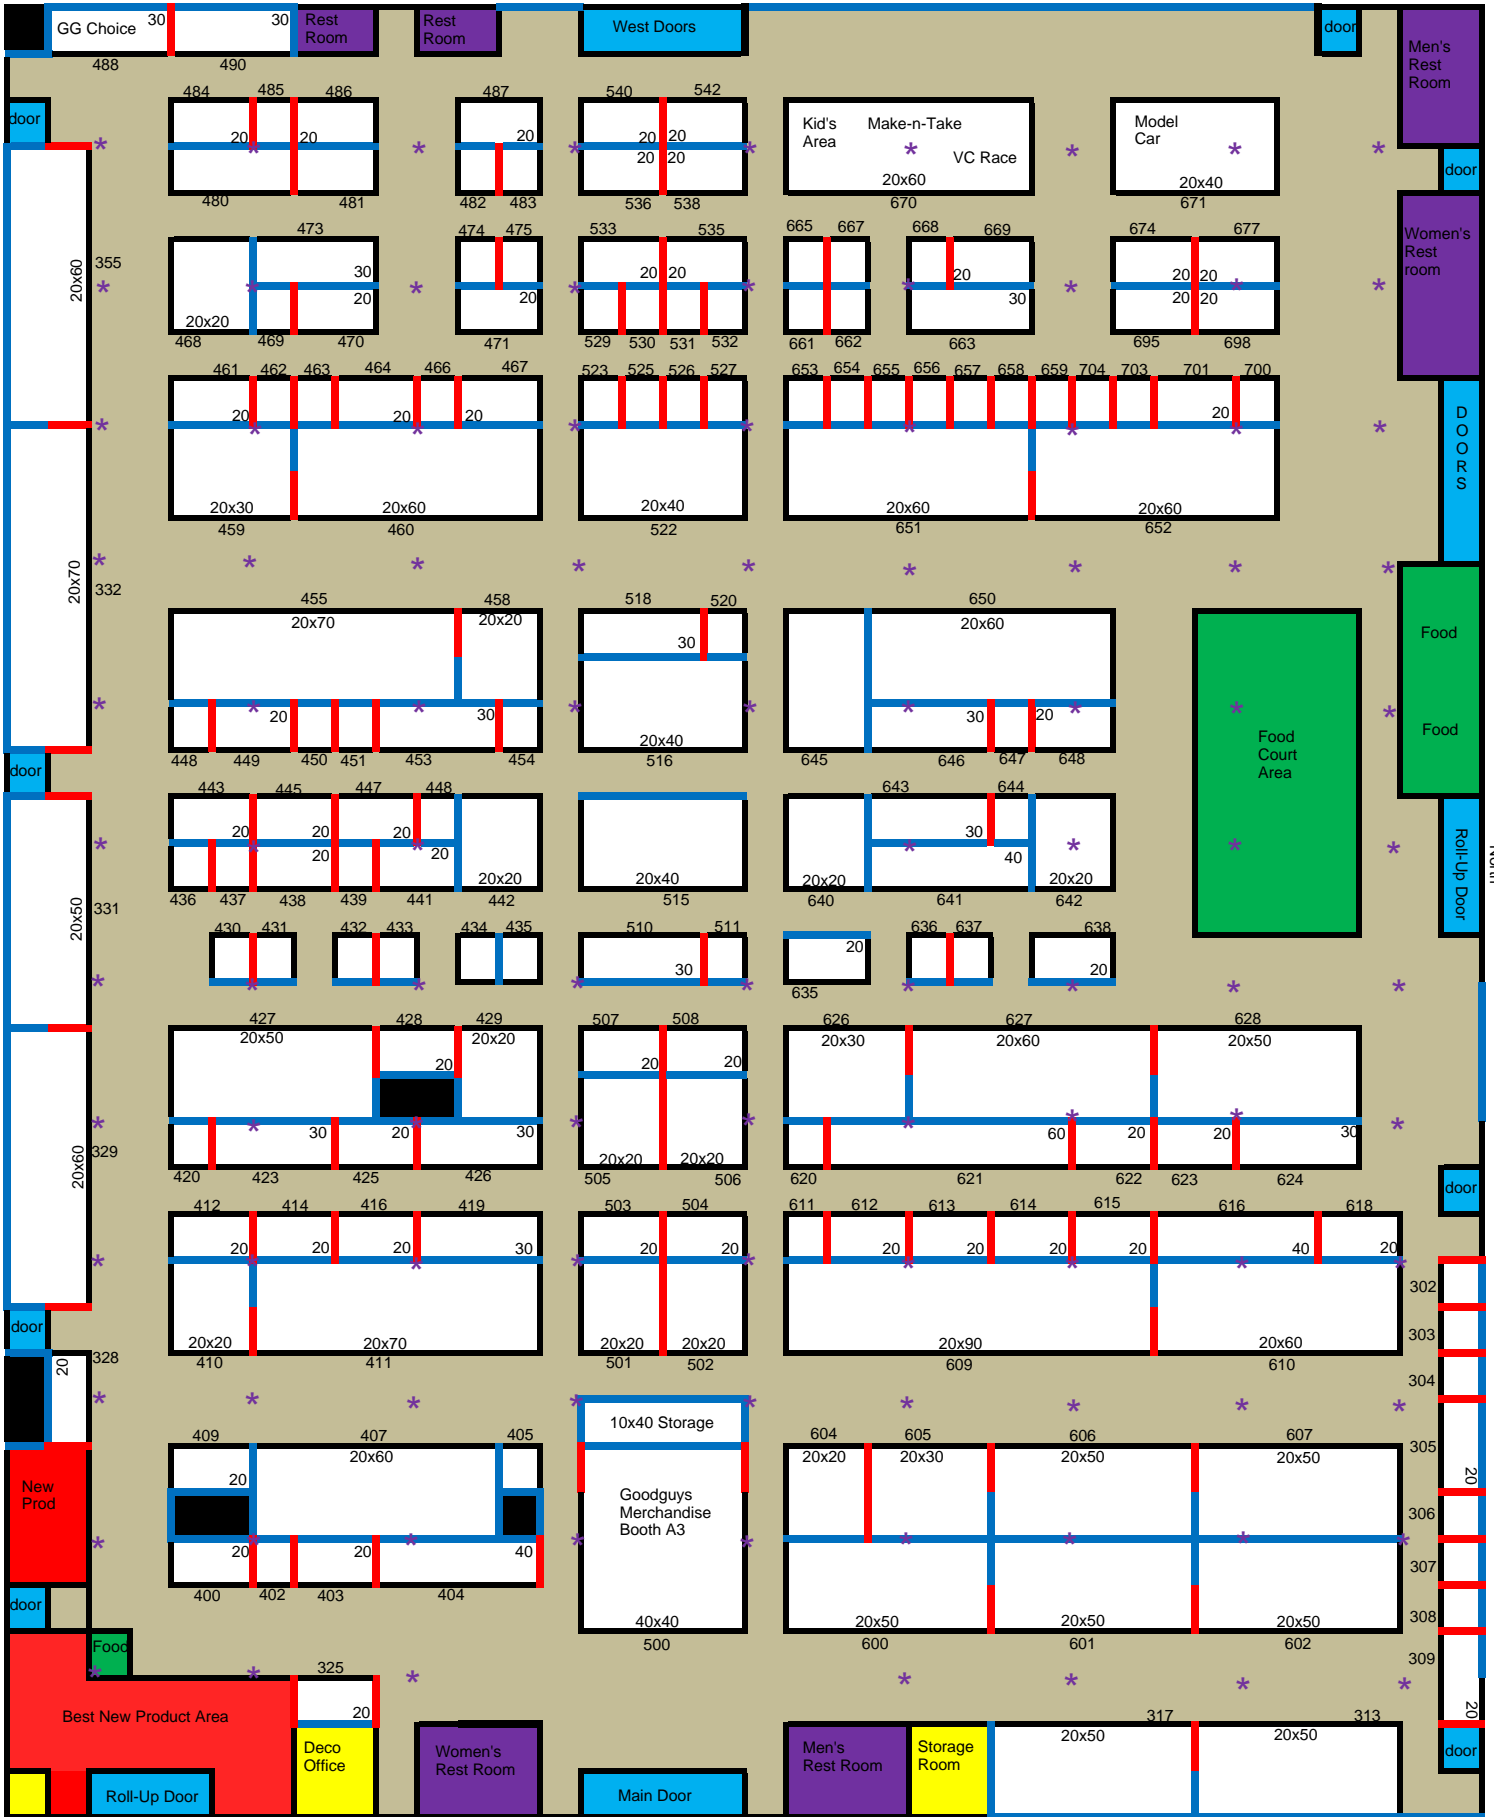 GG Choice 30 30 Rest Room Rest Room West Doors door Men's Rest Room
488 490
484 485 486 487 540 542
door 20 20 20 20 20 Kid's Area Make-n-Take VC Race Model Car
20 20 20x60 20x40 door
480 481 482 483 536 538 670 671
473 474 475 533 535 665 667 668 669 674 677 Women's Rest room
20x60 355 30 20 20 20 20 20 20 30 20 20 20 20
20x20
468 469 470 471 529 530 531 532 661 662 663 695 698
461 462 463 464 466 467 523 525 526 527 653 654 655 656 657 658 659 704 703 701 700
20 20 20 20 DOORS
20x30 20x60 20x40 20x60 20x60
459 460 522 651 652
20x70 332
455 458 518 520 650
20x70 20x20 30 20x60 Food
20 30 20x40 30 20 Food Court Area Food
448 449 450 451 453 454 516 645 646 647 648
door
443 445 447 448 643 644
20 20 20 20 20 30 40 Roll-Up Door
20x20 20x40 20x20 20x20
436 437 438 439 441 442 515 640 641 642
20x50 331
430 431 432 433 434 435 510 511 636 637 638
30 20 20
635
427 428 429 507 508 626 627 628
20x50 20x20 20x30 20x60 20x50
20 20 20
30 20 30 20x20 20x20 60 20 20 30
420 423 425 426 505 506 620 621 622 623 624
20x60 329 door
412 414 416 419 503 504 611 612 613 614 615 616 618
20 20 20 30 20 20 20 20 20 20 40 20
302
door 20x20 20x70 20x20 20x20 20x90 20x60 303
410 411 501 502 609 610
20 328 304
10x40 Storage
409 407 405 604 605 606 607 305
20x60 20x20 20x30 20x50 20x50
New Prod 20 Goodguys Merchandise Booth A3 20 306
20 20 40 307
400 402 403 404
door 40x40 20x50 20x50 20x50 308
500 600 601 602
Food 309
325
Best New Product Area 20 317 313 20
20x50 20x50
Deco Office Women's Rest Room Men's Rest Room Storage Room door
Roll-Up Door Main Door